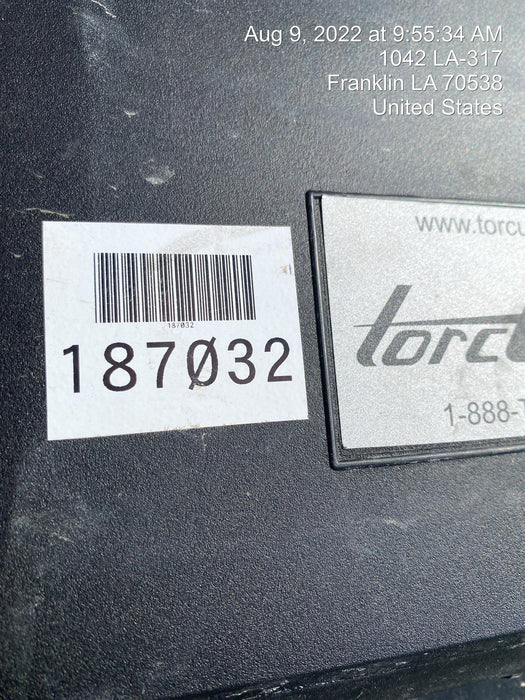 Aug 9, 2022 at 9:55:34 AM
1042 LA-317
Franklin LA 70538
United States
187032
187Ø32
www.torcu
torcu
1-888-T